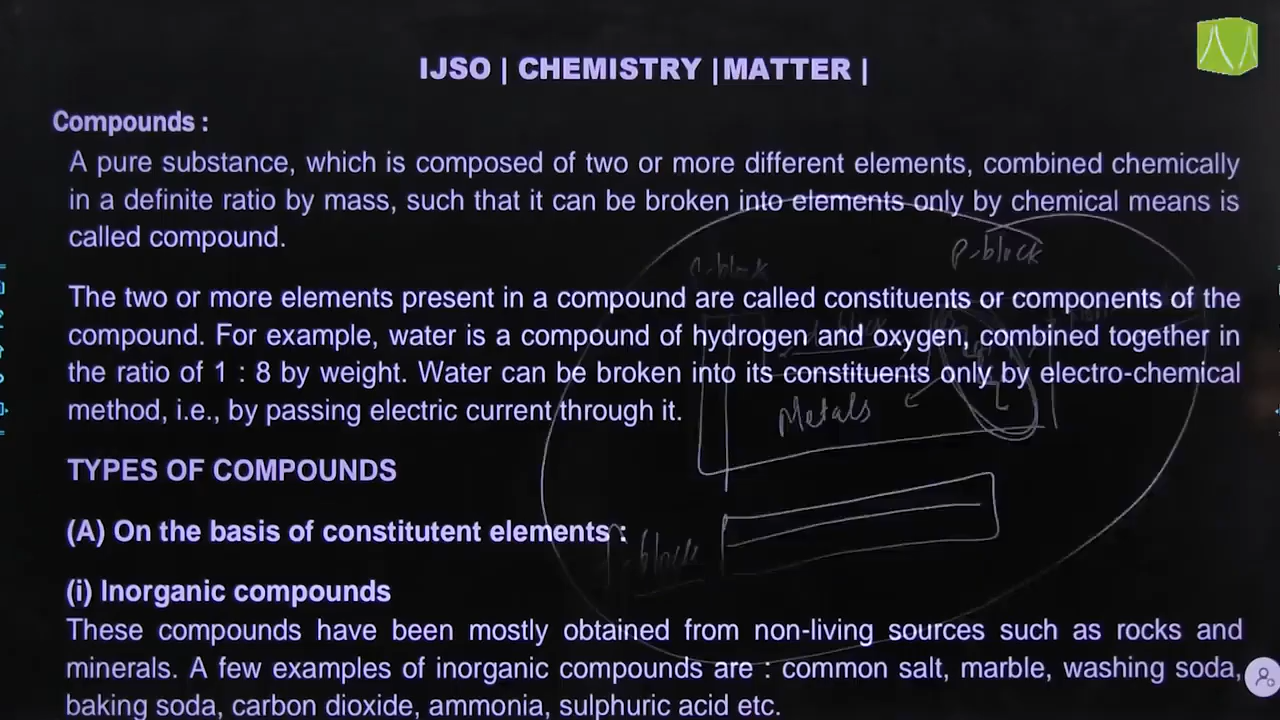 IJSO | CHEMISTRY |MATTER |
Compounds :
A pure substance, which is composed of two or more different elements, combined chemically
in a definite ratio by mass, such that it can be broken into elements only by chemical means is
called compound.
p-block
The two or more elements present in a compound are called constituents or components of the
compound. For example, water is a compound of hydrogen and oxygen, combined together in
the ratio of 1 : 8 by weight. Water can be broken into its constituents only by electro-chemical
method, i.e., by passing electric current through it.
Metals
TYPES OF COMPOUNDS
(A) On the basis of constitutent elements :
f-block
(i) Inorganic compounds
These compounds have been mostly obtained from non-living sources such as rocks and
minerals. A few examples of inorganic compounds are : common salt, marble, washing soda,
baking soda, carbon dioxide, ammonia, sulphuric acid etc.